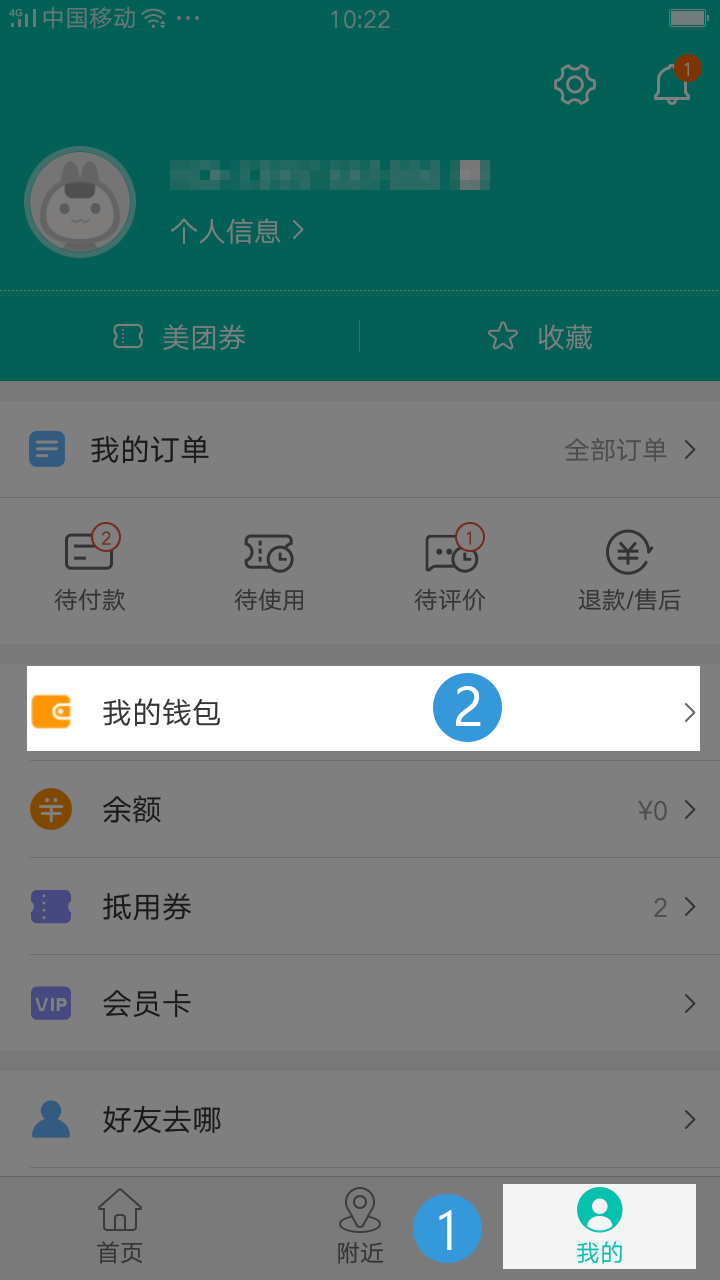 4G 中国移动 ··· 10:22
1
个人信息
美团券 收藏
我的订单 全部订单
2 1
待付款 待使用 待评价 退款/售后
我的钱包 2
余额 ¥0
抵用券 2
VIP 会员卡
好友去哪
首页 附近 1 我的